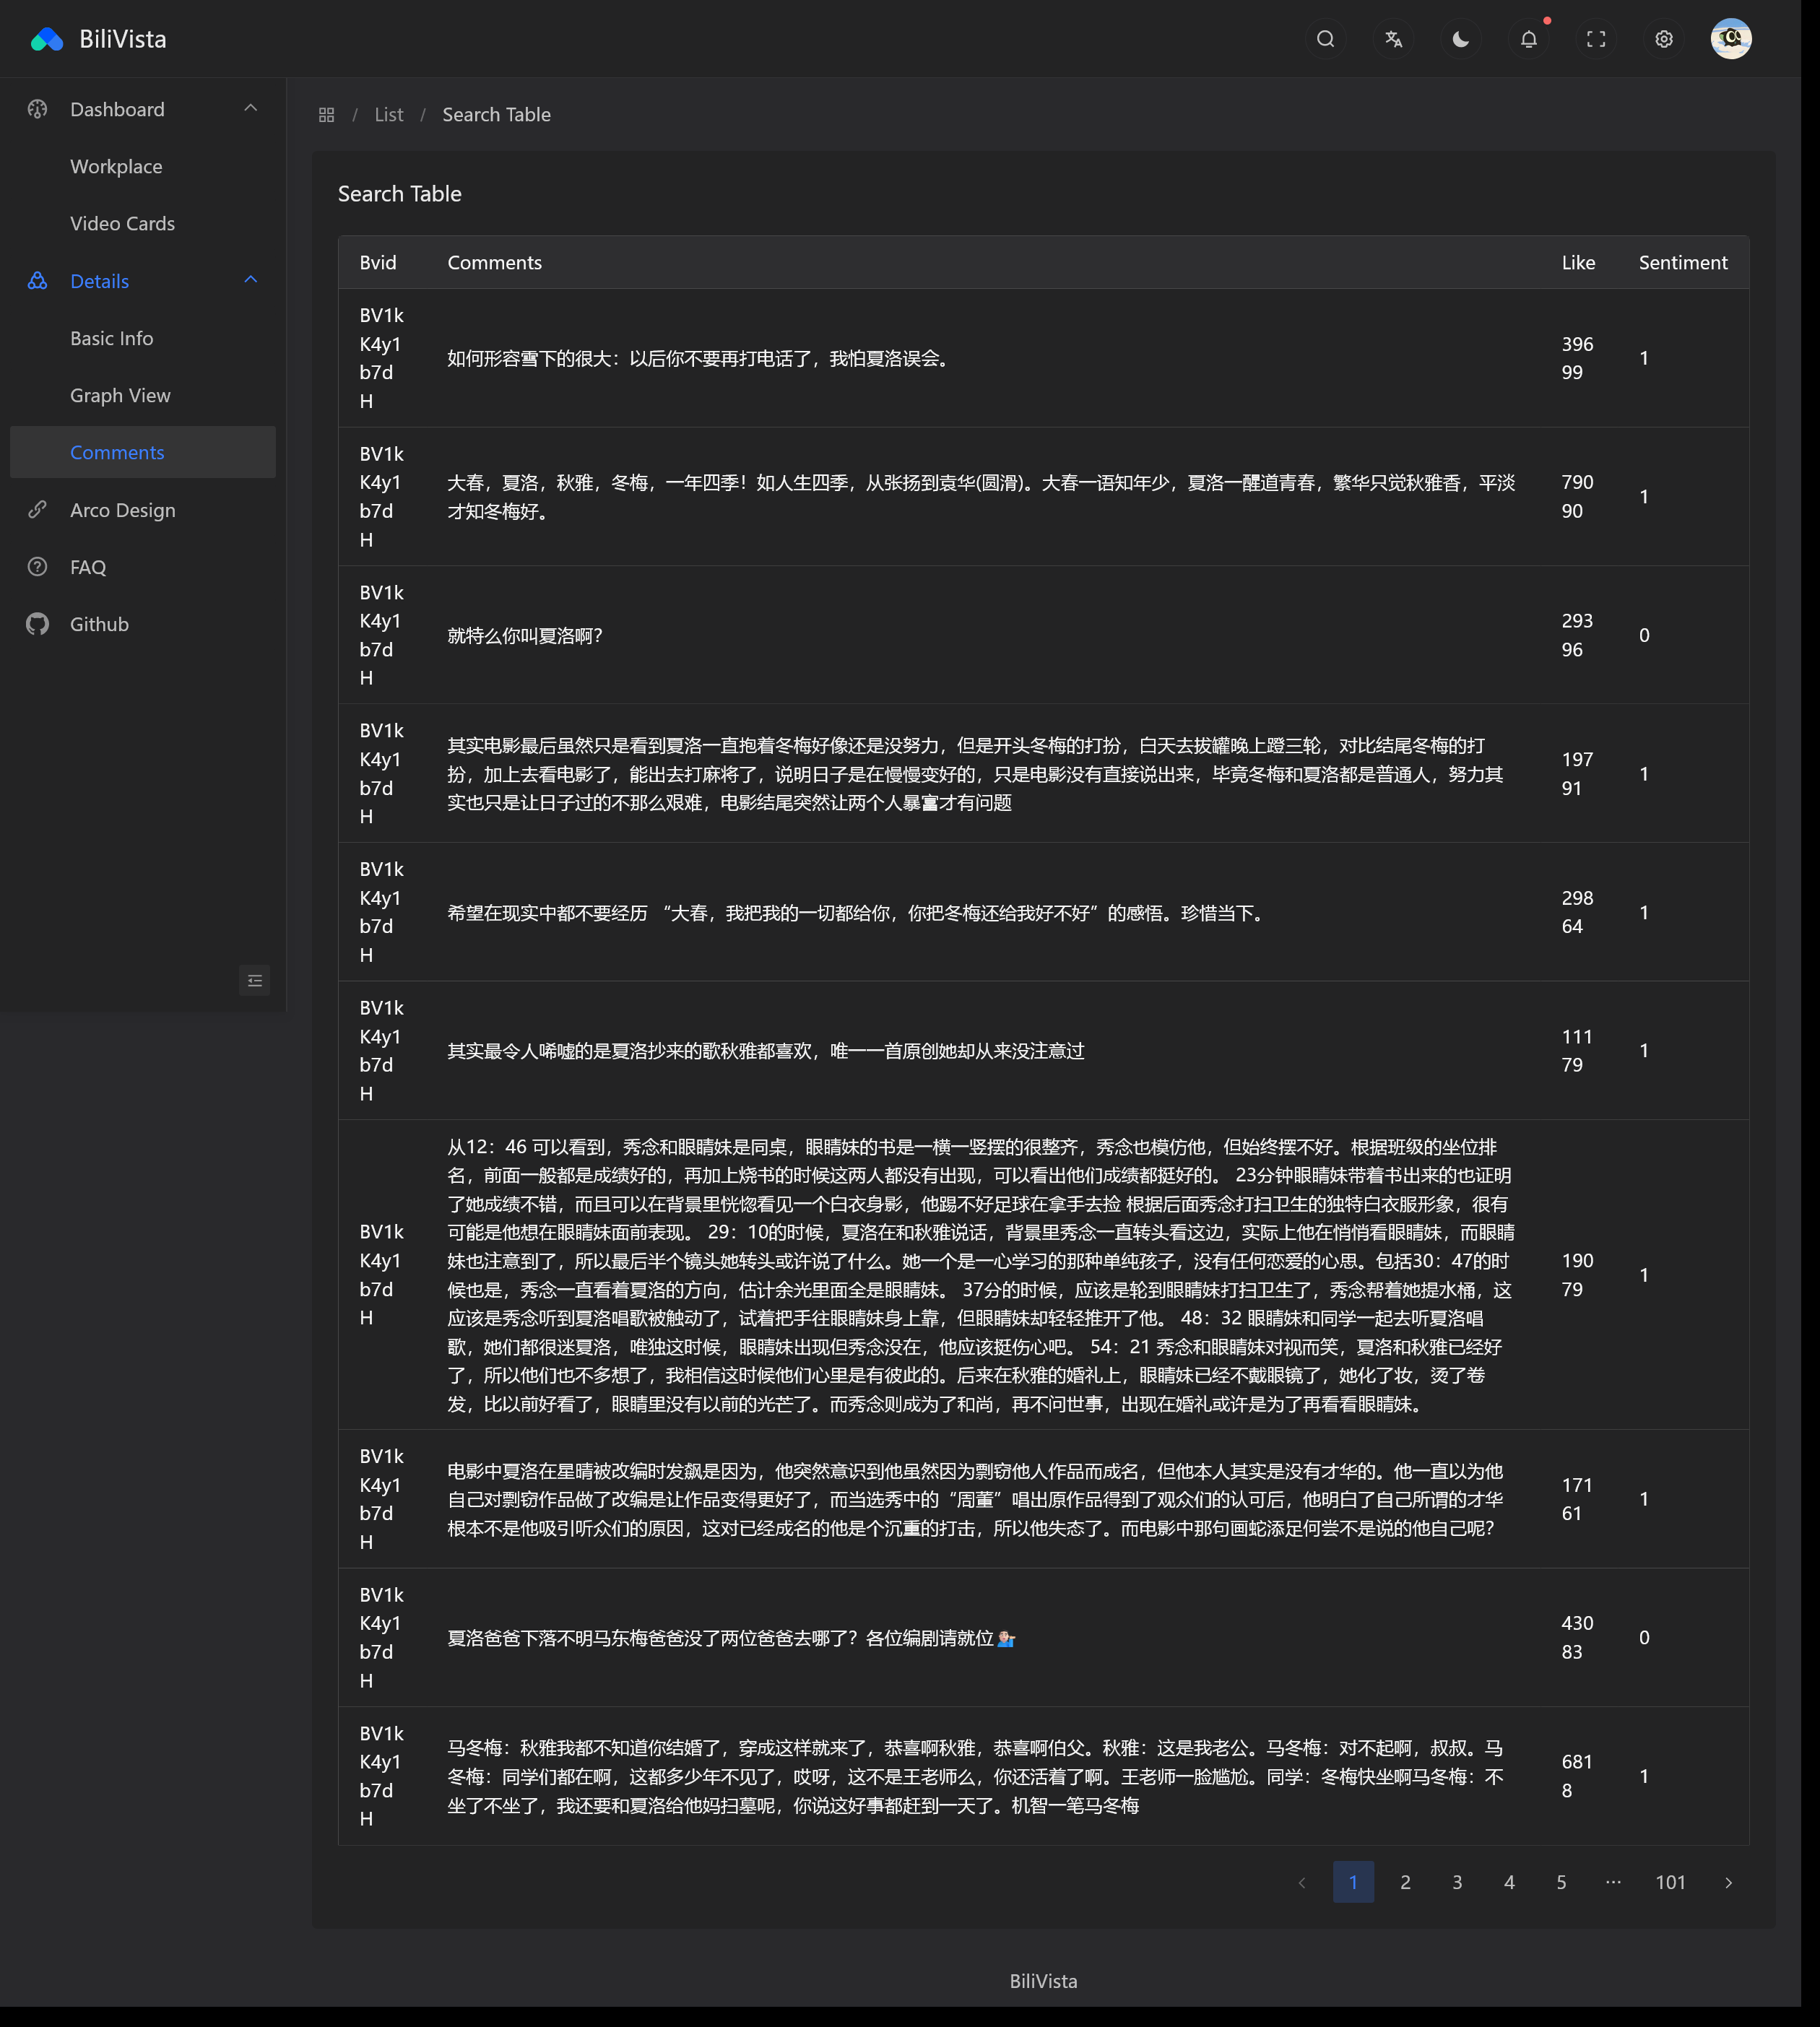 BiliVista
Dashboard
Workplace
Video Cards
Details
Basic Info
Graph View
Comments
Arco Design
FAQ
Github
/ List / Search Table
Search Table
Bvid Comments Like Sentiment
BV1k
K4y1
b7d
H
如何形容雪下的很大：以后你不要再打电话了，我怕夏洛误会。
396
99
1
BV1k
K4y1
b7d
H
大春，夏洛，秋雅，冬梅，一年四季！如人生四季，从张扬到袁华(圆滑)。大春一语知年少，夏洛一醒道青春，繁华只觉秋雅香，平淡
才知冬梅好。
790
90
1
BV1k
K4y1
b7d
H
就特么你叫夏洛啊？
293
96
0
BV1k
K4y1
b7d
H
其实电影最后虽然只是看到夏洛一直抱着冬梅好像还是没努力，但是开头冬梅的打扮，白天去拔罐晚上蹬三轮，对比结尾冬梅的打
扮，加上去看电影了，能出去打麻将了，说明日子是在慢慢变好的，只是电影没有直接说出来，毕竟冬梅和夏洛都是普通人，努力其
实也只是让日子过的不那么艰难，电影结尾突然让两个人暴富才有问题
197
91
1
BV1k
K4y1
b7d
H
希望在现实中都不要经历 “大春，我把我的一切都给你，你把冬梅还给我好不好”的感悟。珍惜当下。
298
64
1
BV1k
K4y1
b7d
H
其实最令人唏嘘的是夏洛抄来的歌秋雅都喜欢，唯一一首原创她却从来没注意过
111
79
1
BV1k
K4y1
b7d
H
从12：46 可以看到，秀念和眼睛妹是同桌，眼睛妹的书是一横一竖摆的很整齐，秀念也模仿他，但始终摆不好。根据班级的坐位排
名，前面一般都是成绩好的，再加上烧书的时候这两人都没有出现，可以看出他们成绩都挺好的。 23分钟眼睛妹带着书出来的也证明
了她成绩不错，而且可以在背景里恍惚看见一个白衣身影，他踢不好足球在拿手去捡 根据后面秀念打扫卫生的独特白衣服形象，很有
可能是他想在眼睛妹面前表现。 29：10的时候，夏洛在和秋雅说话，背景里秀念一直转头看这边，实际上他在悄悄看眼睛妹，而眼睛
妹也注意到了，所以最后半个镜头她转头或许说了什么。她一个是一心学习的那种单纯孩子，没有任何恋爱的心思。包括30：47的时
候也是，秀念一直看着夏洛的方向，估计余光里面全是眼睛妹。 37分的时候，应该是轮到眼睛妹打扫卫生了，秀念帮着她提水桶，这
应该是秀念听到夏洛唱歌被触动了，试着把手往眼睛妹身上靠，但眼睛妹却轻轻推开了他。 48：32 眼睛妹和同学一起去听夏洛唱
歌，她们都很迷夏洛，唯独这时候，眼睛妹出现但秀念没在，他应该挺伤心吧。 54：21 秀念和眼睛妹对视而笑，夏洛和秋雅已经好
了，所以他们也不多想了，我相信这时候他们心里是有彼此的。后来在秋雅的婚礼上，眼睛妹已经不戴眼镜了，她化了妆，烫了卷
发，比以前好看了，眼睛里没有以前的光芒了。而秀念则成为了和尚，再不问世事，出现在婚礼或许是为了再看看眼睛妹。
190
79
1
BV1k
K4y1
b7d
H
电影中夏洛在星晴被改编时发飙是因为，他突然意识到他虽然因为剽窃他人作品而成名，但他本人其实是没有才华的。他一直以为他
自己对剽窃作品做了改编是让作品变得更好了，而当选秀中的“周董”唱出原作品得到了观众们的认可后，他明白了自己所谓的才华
根本不是他吸引听众们的原因，这对已经成名的他是个沉重的打击，所以他失态了。而电影中那句画蛇添足何尝不是说的他自己呢？
171
61
1
BV1k
K4y1
b7d
H
夏洛爸爸下落不明马东梅爸爸没了两位爸爸去哪了？各位编剧请就位💁🏻‍♂️
430
83
0
BV1k
K4y1
b7d
H
马冬梅：秋雅我都不知道你结婚了，穿成这样就来了，恭喜啊秋雅，恭喜啊伯父。秋雅：这是我老公。马冬梅：对不起啊，叔叔。马
冬梅：同学们都在啊，这都多少年不见了，哎呀，这不是王老师么，你还活着了啊。王老师一脸尴尬。同学：冬梅快坐啊马冬梅：不
坐了不坐了，我还要和夏洛给他妈扫墓呢，你说这好事都赶到一天了。机智一笔马冬梅
681
8
1
1 2 3 4 5 ··· 101
BiliVista